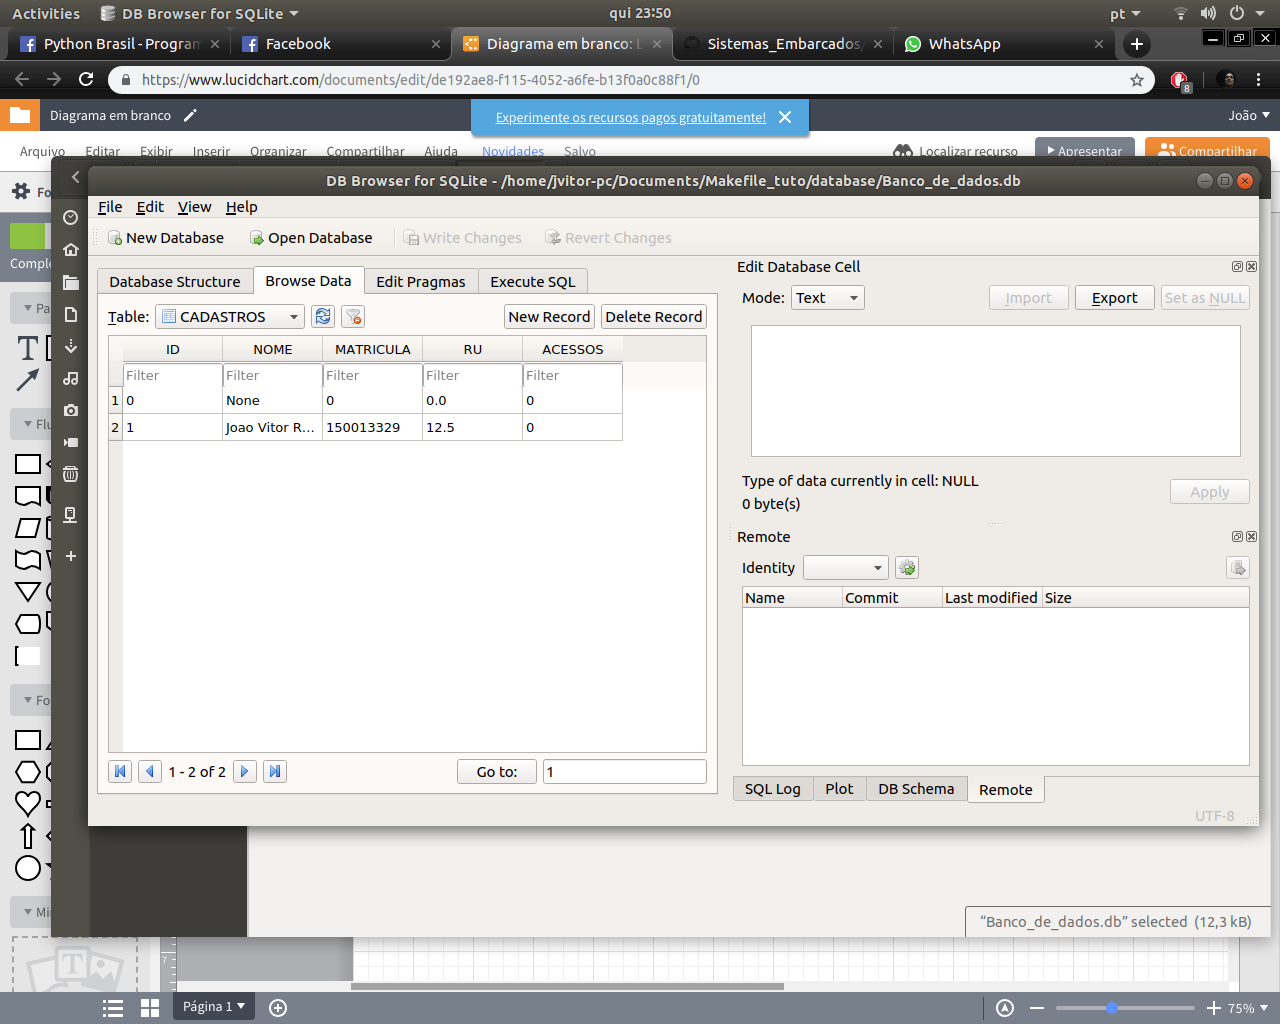 Activities DB Browser for SQLite qui 23:50 pt
Python Brasil - Progran Facebook Diagrama em branco: L Sistemas_Embarcados WhatsApp
https://www.lucidchart.com/documents/edit/de192ae8-f115-4052-a6fe-b13f0a0c88f1/0 8
Diagrama em branco Experimente os recursos pagos gratuitamente! João
Arquivo Editar Exibir Inserir Organizar Compartilhar Ajuda Novidades Salvo Localizar recurso Apresentar Compartilhar
DB Browser for SQLite - /home/jvitor-pc/Documents/Makefile_tuto/database/Banco_de_dados.db
Fo
File Edit View Help
New Database Open Database Write Changes Revert Changes
Comple
Edit Database Cell
Database Structure Browse Data Edit Pragmas Execute SQL
Mode: Text Import Export Set as NULL
Pa
Table: CADASTROS New Record Delete Record
ID NOME MATRICULA RU ACESSOS
Filter Filter Filter Filter Filter
1 0 None 0 0.0 0
2 1 Joao Vitor R... 150013329 12.5 0
Flu
Type of data currently in cell: NULL
0 byte(s) Apply
Remote
Identity
Name Commit Last modified Size
Fo
1 - 2 of 2 Go to: 1
SQL Log Plot DB Schema Remote
UTF-8
Mi
“Banco_de_dados.db” selected (12,3 kB)
T
7
Página 1 75%